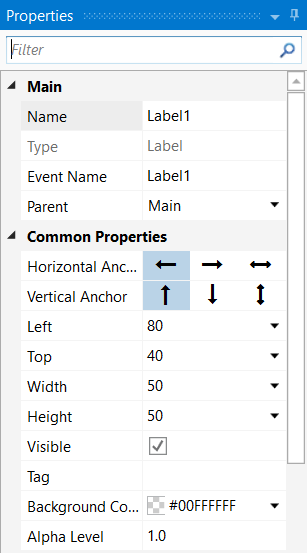 Properties
Filter
Main
Name Label1
Type Label
Event Name Label1
Parent Main
Common Properties
Horizontal Anc...
Vertical Anchor
Left 80
Top 40
Width 50
Height 50
Visible
Tag
Background Co... #00FFFFFF
Alpha Level 1.0